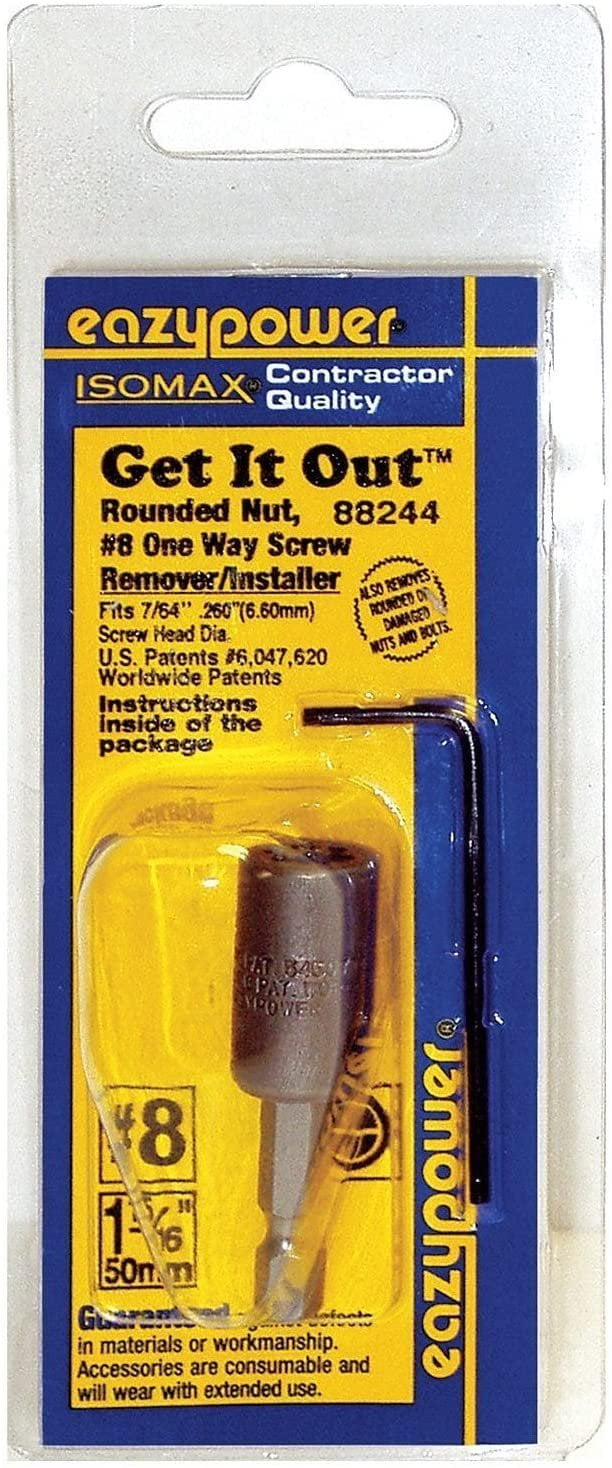 eazypower®
ISOMAX® Contractor Quality
Get It Out™
Rounded Nut, 88244
#8 One Way Screw
Remover/Installer
Fits 7/64" .260"(6.60mm)
Screw Head Dia.
U.S. Patents #6,047,620
Worldwide Patents
Instructions
inside of the
package
ALSO REMOVES
ROUNDED OR
DAMAGED
NUTS AND BOLTS.
#8
50mm
Guaranteed against defects
in materials or workmanship.
Accessories are consumable and
will wear with extended use.
eazypower®